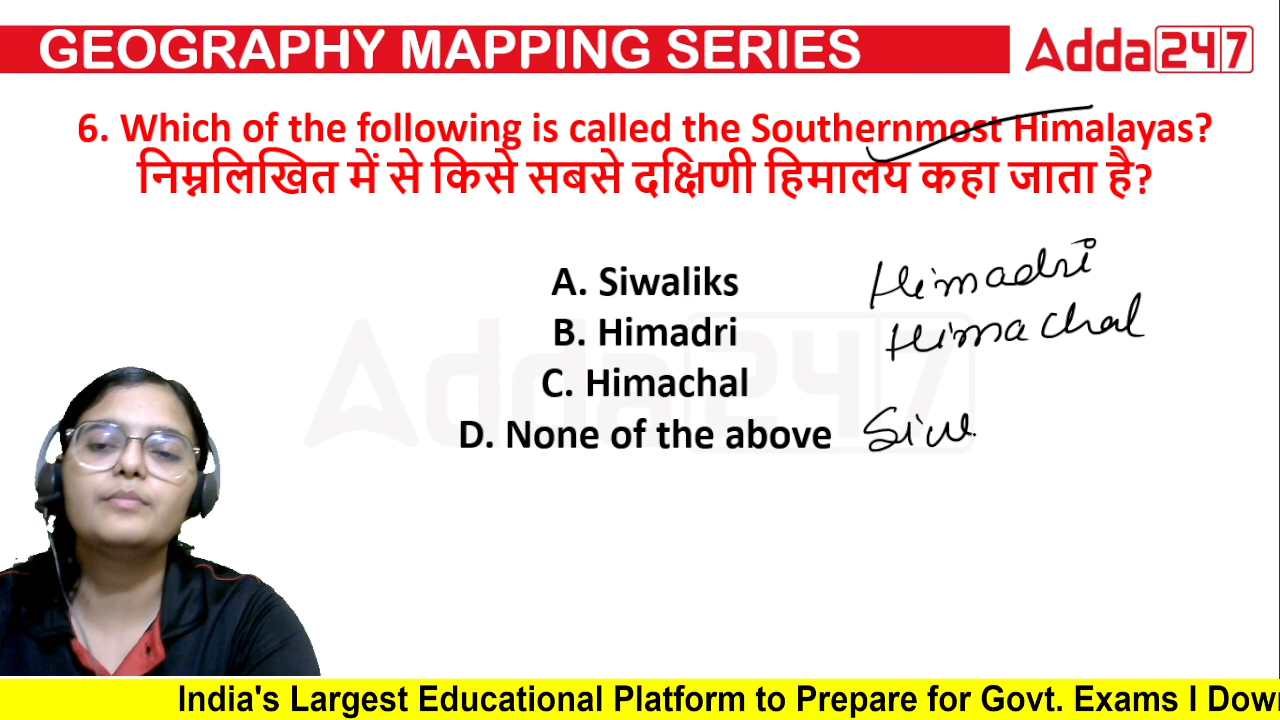 GEOGRAPHY MAPPING SERIES
Adda247
6. Which of the following is called the Southernmost Himalayas?
निम्नलिखित में से किसे सबसे दक्षिणी हिमालय कहा जाता है?
A. Siwaliks
B. Himadri
C. Himachal
D. None of the above
Himadri
Himachal
Siw
Adda247
India's Largest Educational Platform to Prepare for Govt. Exams I Dow